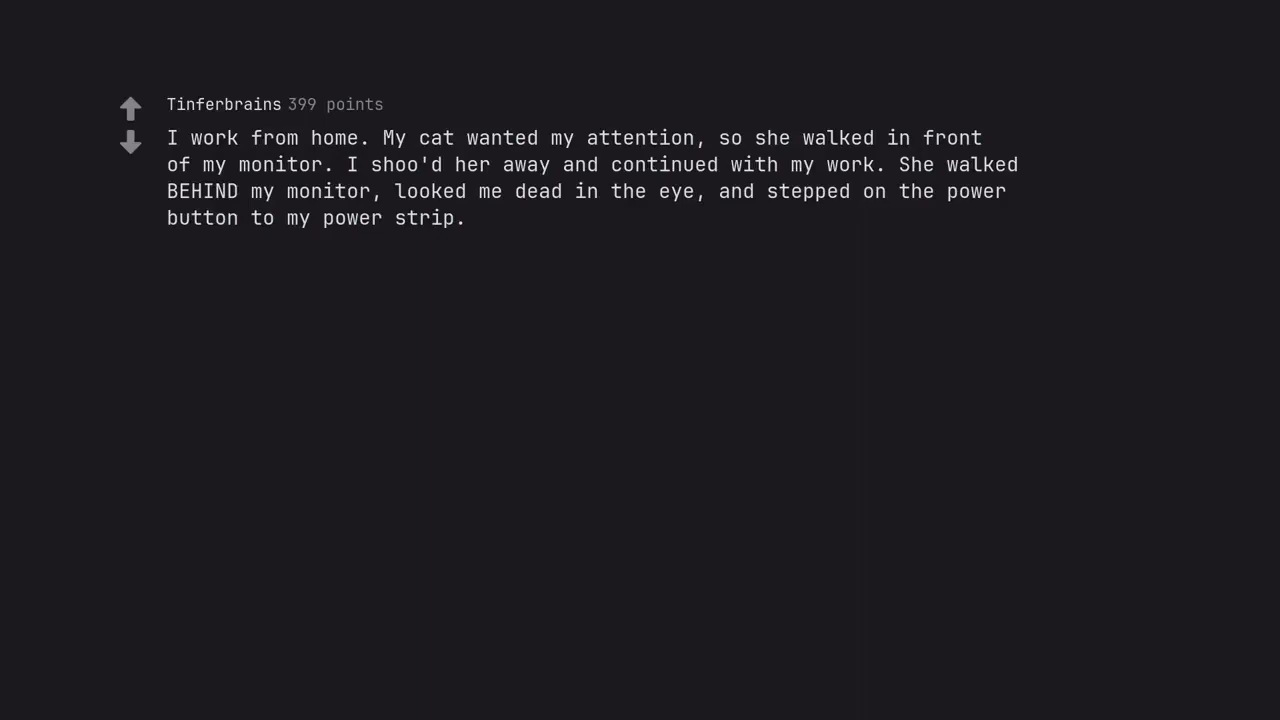 Tinferbrains 399 points
I work from home. My cat wanted my attention, so she walked in front
of my monitor. I shoo'd her away and continued with my work. She walked
BEHIND my monitor, looked me dead in the eye, and stepped on the power
button to my power strip.